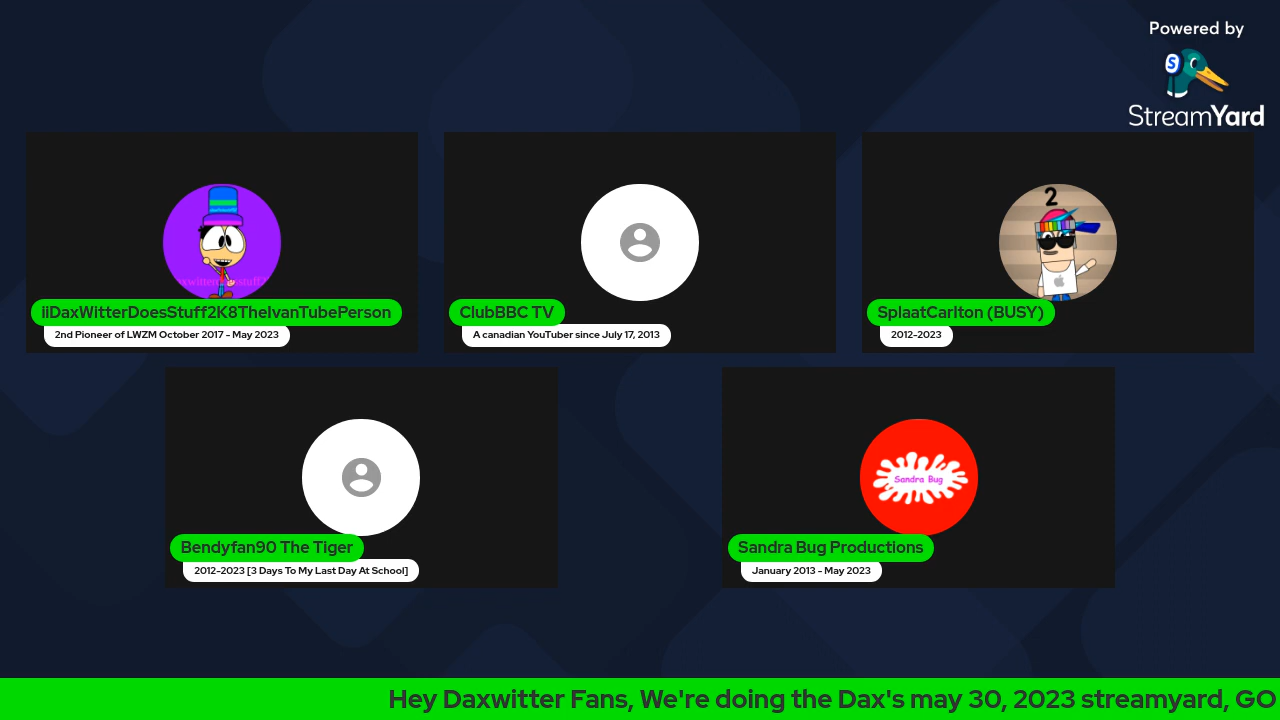 Powered by
S
StreamYard
2
iiDaxWitterDoesStuff2K8TheIvanTubePerson
2nd Pioneer of LWZM October 2017 - May 2023
ClubBBC TV
A canadian YouTuber since July 17, 2013
SplaatCarlton (BUSY)
2012-2023
Bendyfan90 The Tiger
2012-2023 [3 Days To My Last Day At School]
Sandra Bug
Sandra Bug Productions
January 2013 - May 2023
Hey Daxwitter Fans, We're doing the Dax's may 30, 2023 streamyard, GO